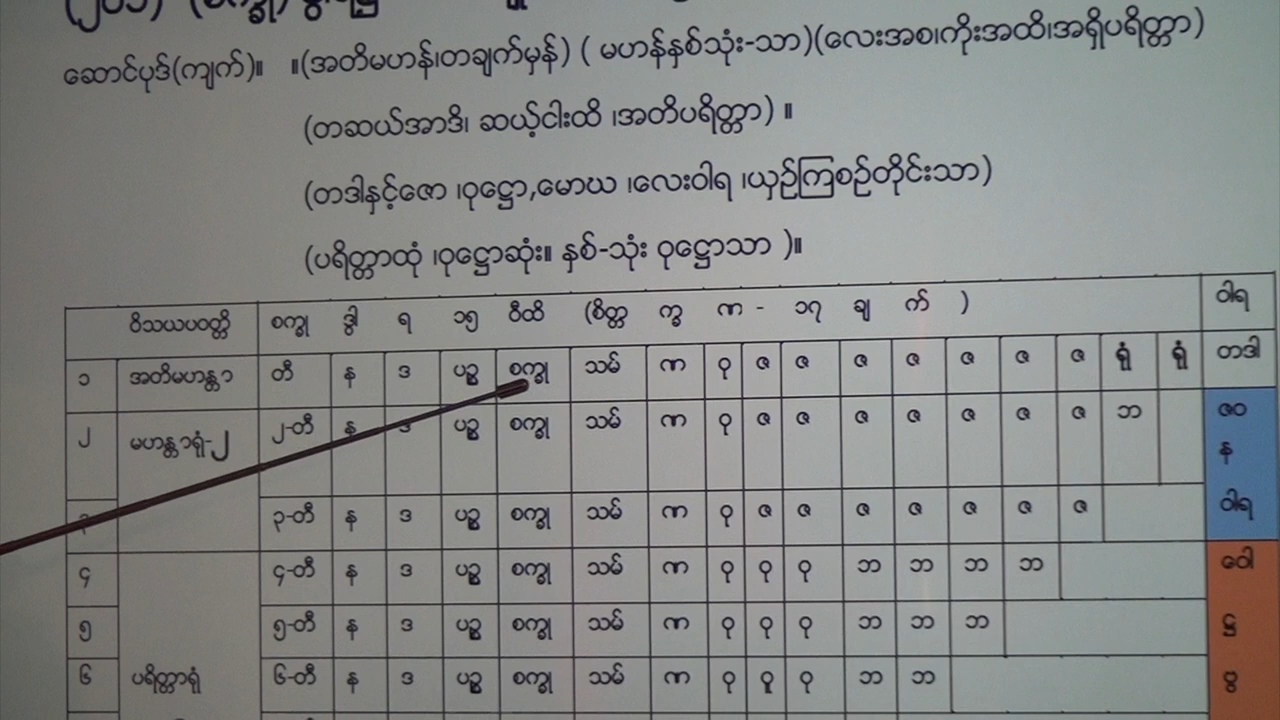 ဆောင်ပုဒ်(ကျက်)။ ။(အတိမဟန်၊တချက်မှန်) ( မဟန်နှစ်သုံး-သာ)(လေးအစ၊ကိုးအထိ၊အရှိပရိတ္တာ)
(တဆယ်အာဒိ၊ ဆယ့်ငါးထိ ၊အတိပရိတ္တာ) ။
(တဒါနှင့်ဇော ၊ဝုဋ္ဌော,မောဃ ၊လေးဝါရ ၊ယှဉ်ကြစဉ်တိုင်းသာ)
(ပရိတ္တာထုံ ၊ဝုဋ္ဌောဆုံး။ နှစ်-သုံး ဝုဋ္ဌောသာ )။
ဝိသယပဝတ္တိ စက္ခု ဒွါ ရ ၁၅ ဝီထိ (စိတ္တ က္ခ ဏ - ၁၇ ချ က် ) ဝါရ
၁ အတိမဟန္တာ တီ န ဒ ပဉ္စ စက္ခု သမ် ဏ ဝု ဇ ဇ ဇ ဇ ဇ ဇ ဇ ရုံ ရုံ တဒါ
၂ မဟန္တာရုံ-၂ ၂-တီ န ဒ ပဉ္စ စက္ခု သမ် ဏ ဝု ဇ ဇ ဇ ဇ ဇ ဇ ဇ ဘ ဇဝ
န
၃-တီ န ဒ ပဉ္စ စက္ခု သမ် ဏ ဝု ဇ ဇ ဇ ဇ ဇ ဇ ဇ ဝါရ
၄ ၄-တီ န ဒ ပဉ္စ စက္ခု သမ် ဏ ဝု ဝု ဝု ဘ ဘ ဘ ဘ ဝေါ
၅ ၅-တီ န ဒ ပဉ္စ စက္ခု သမ် ဏ ဝု ဝု ဝု ဘ ဘ ဘ
၆ ပရိတ္တာရုံ ၆-တီ န ဒ ပဉ္စ စက္ခု သမ် ဏ ဝု ဝု ဝု ဘ ဘ